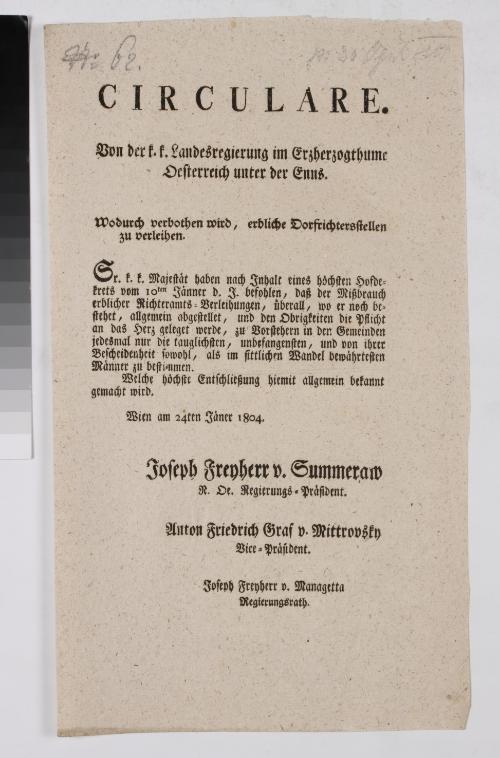 62.
CIRCULARE.
Von der k. k. Landesregierung im Erzherzogthume
Oesterreich unter der Enns.
Wodurch verbothen wird, erbliche Dorfrichtersstellen
zu verleihen.
Sr. k. k. Majestät haben nach Inhalt eines höchsten Hofde-
krets vom 10ten Jänner d. J. befohlen, daß der Mißbrauch
erblicher Richteramts-Verleihungen, überall, wo er noch be-
stehet, allgemein abgestellet, und den Obrigkeiten die Pflicht
an das Herz geleget werde, zu Vorstehern in den Gemeinden
jedesmal nur die tauglichsten, unbefangensten, und von ihrer
Bescheidenheit sowohl, als im sittlichen Wandel bewährtesten
Männer zu bestimmen.
Welche höchste Entschließung hiemit allgemein bekannt
gemacht wird.
Wien am 24ten Jäner 1804.
Joseph Freyherr v. Summeraw
N. Oe. Regierungs-Präsident.
Anton Friedrich Graf v. Mittrovsky
Vice-Präsident.
Joseph Freyherr v. Managetta
Regierungsrath.